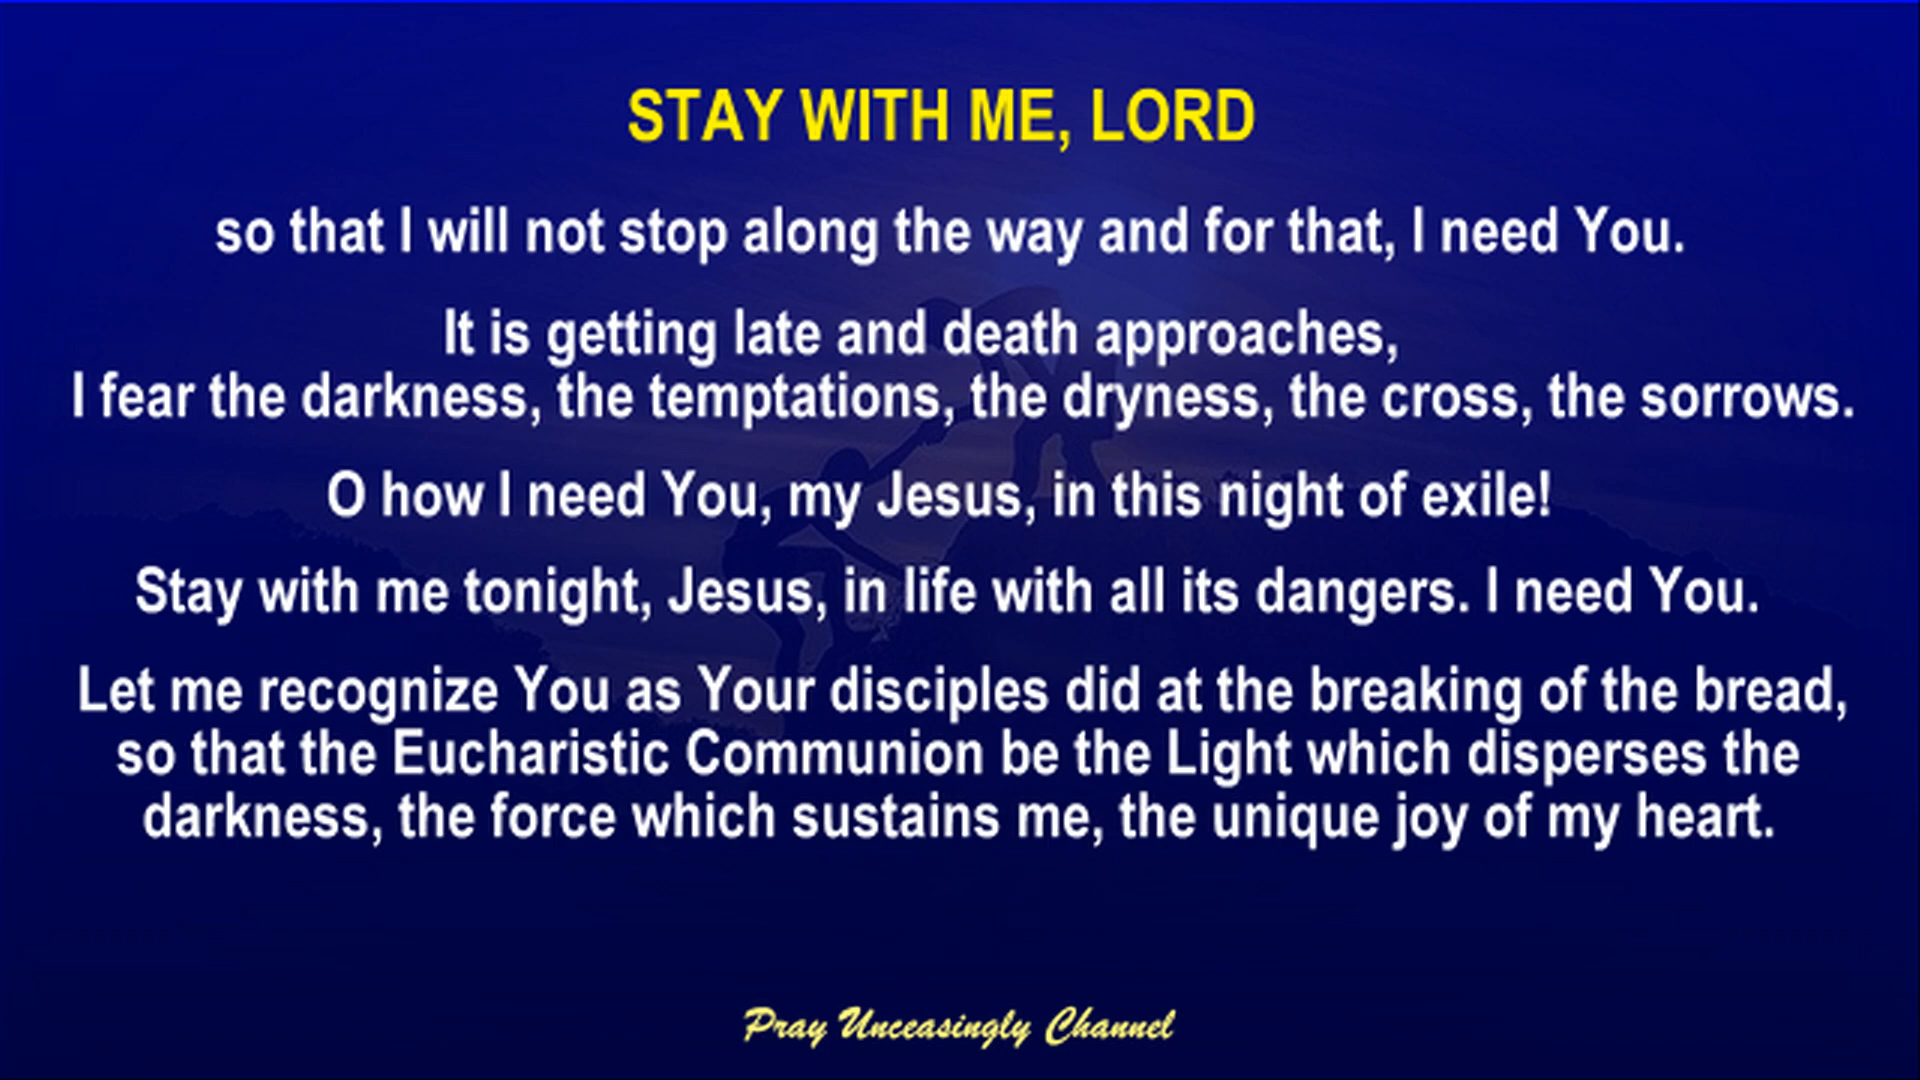 STAY WITH ME, LORD
so that I will not stop along the way and for that, I need You.
It is getting late and death approaches,
I fear the darkness, the temptations, the dryness, the cross, the sorrows.
O how I need You, my Jesus, in this night of exile!
Stay with me tonight, Jesus, in life with all its dangers. I need You.
Let me recognize You as Your disciples did at the breaking of the bread,
so that the Eucharistic Communion be the Light which disperses the
darkness, the force which sustains me, the unique joy of my heart.
Pray Unceasingly Channel